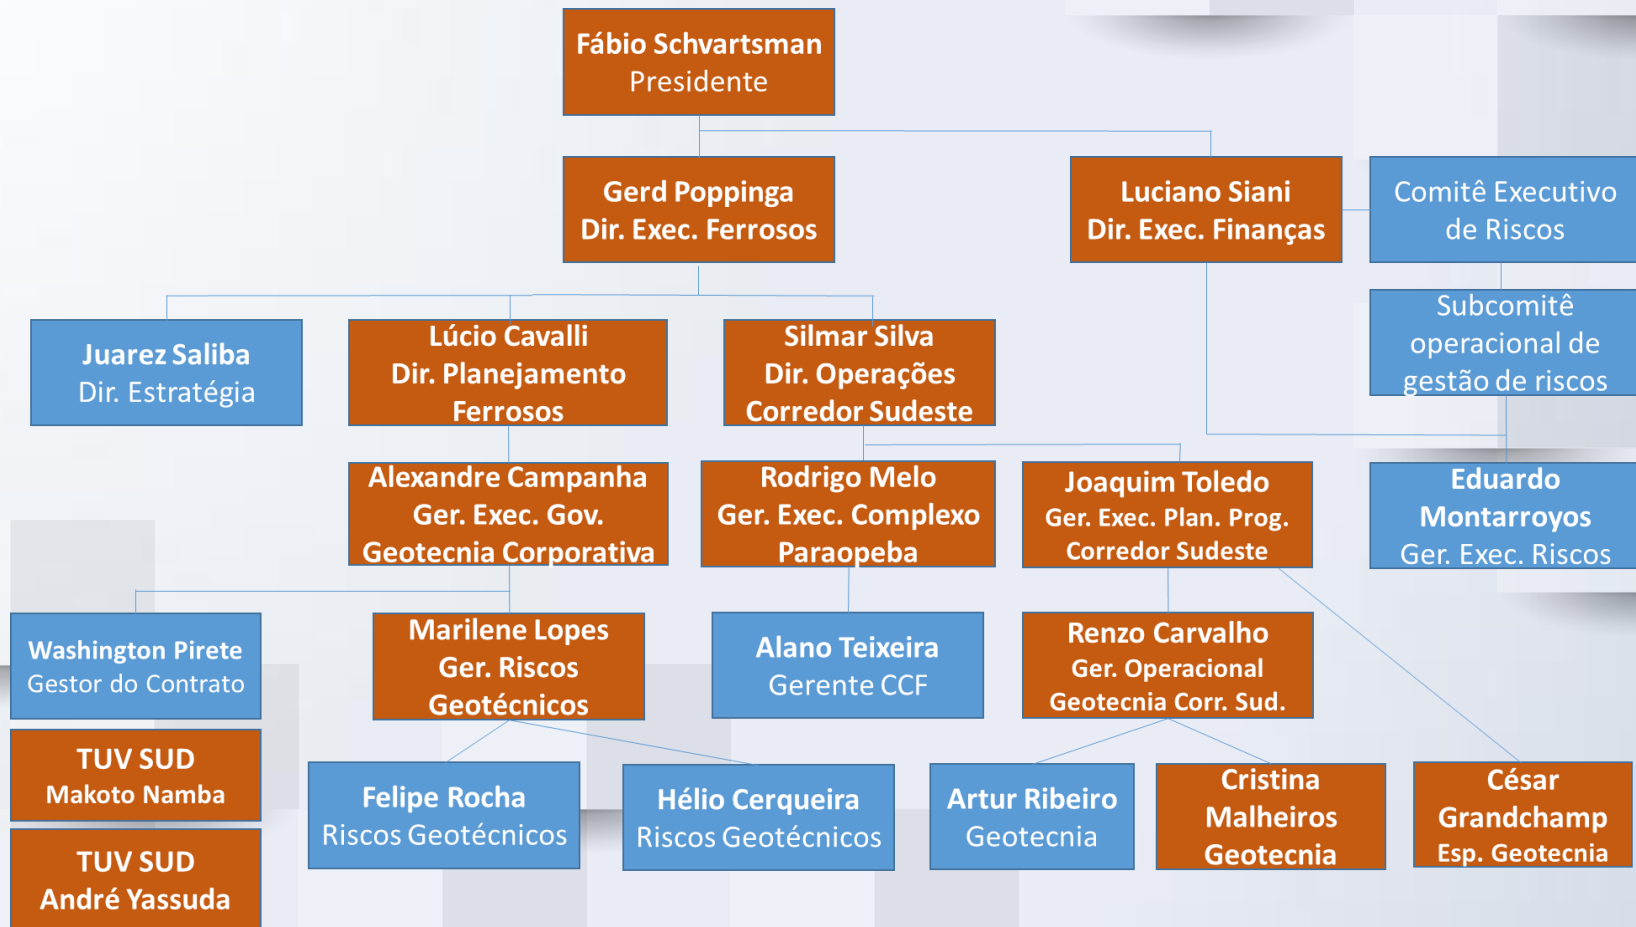 Fábio Schvartsman
Presidente
Gerd Poppinga
Dir. Exec. Ferrosos
Luciano Siani
Dir. Exec. Finanças
Comitê Executivo
de Riscos
Subcomitê
operacional de
gestão de riscos
Juarez Saliba
Dir. Estratégia
Lúcio Cavalli
Dir. Planejamento
Ferrosos
Silmar Silva
Dir. Operações
Corredor Sudeste
Alexandre Campanha
Ger. Exec. Gov.
Geotecnia Corporativa
Rodrigo Melo
Ger. Exec. Complexo
Paraopeba
Joaquim Toledo
Ger. Exec. Plan. Prog.
Corredor Sudeste
Eduardo
Montarroyos
Ger. Exec. Riscos
Washington Pirete
Gestor do Contrato
Marilene Lopes
Ger. Riscos
Geotécnicos
Alano Teixeira
Gerente CCF
Renzo Carvalho
Ger. Operacional
Geotecnia Corr. Sud.
TUV SUD
Makoto Namba
TUV SUD
André Yassuda
Felipe Rocha
Riscos Geotécnicos
Hélio Cerqueira
Riscos Geotécnicos
Artur Ribeiro
Geotecnia
Cristina
Malheiros
Geotecnia
César
Grandchamp
Esp. Geotecnia